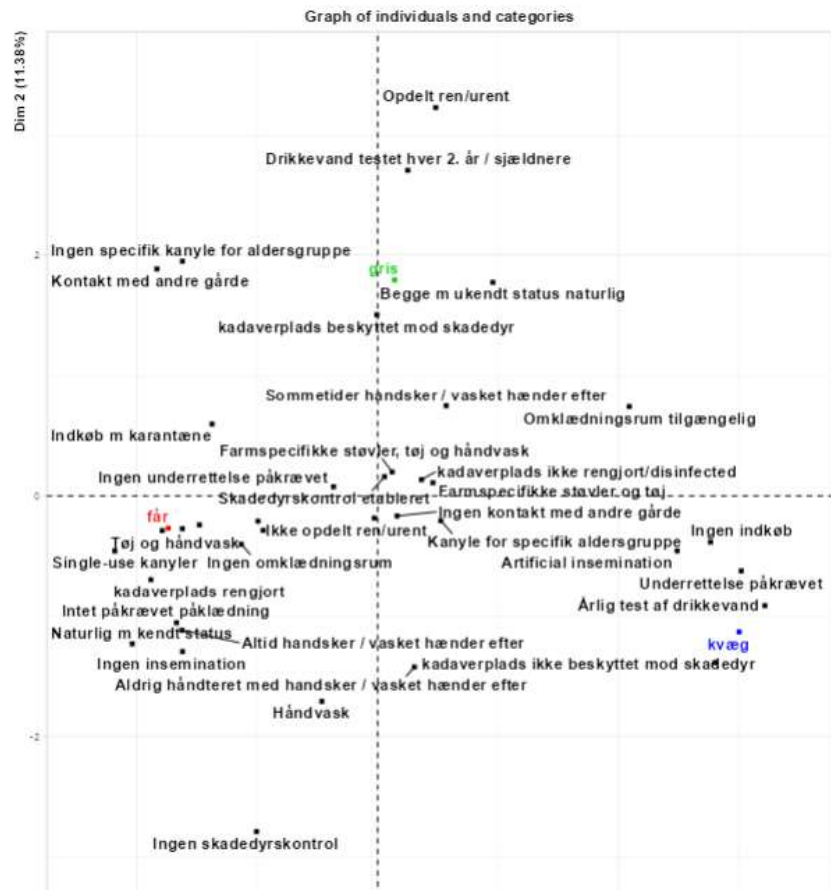 Graph of individuals and categories
Dim 2 (11.38%)
Opdelt ren/urent
Drikkevand testet hver 2. år / sjældnere
Ingen specifik kanyle for aldersgruppe
2
gris
Kontakt med andre gårde
Begge m ukendt status naturlig
kadaverplads beskyttet mod skadedyr
Sommetider handsker / vasket hænder efter
Omklædningsrum tilgængelig
Indkøb m karantæne
Farmspecifikke støvler, tøj og håndvask
Ingen underrettelse påkrævet
kadaverplads ikke rengjort/disinfected
Skadedyrskontrol etableret
Farmspecifikke støvler og tøj
0
får
Ingen kontakt med andre gårde
Ikke opdelt ren/urent
Ingen indkøb
Tøj og håndvask
Kanyle for specifik aldersgruppe
Single-use kanyler
Ingen omklædningsrum
Artificial insemination
kadaverplads rengjort
Underrettelse påkrævet
Intet påkrævet påklædning
Årlig test af drikkevand
Naturlig m kendt status
Altid handsker / vasket hænder efter
kvæg
Ingen insemination
kadaverplads ikke beskyttet mod skadedyr
Aldrig håndteret med handsker / vasket hænder efter
Håndvask
-2
Ingen skadedyrskontrol